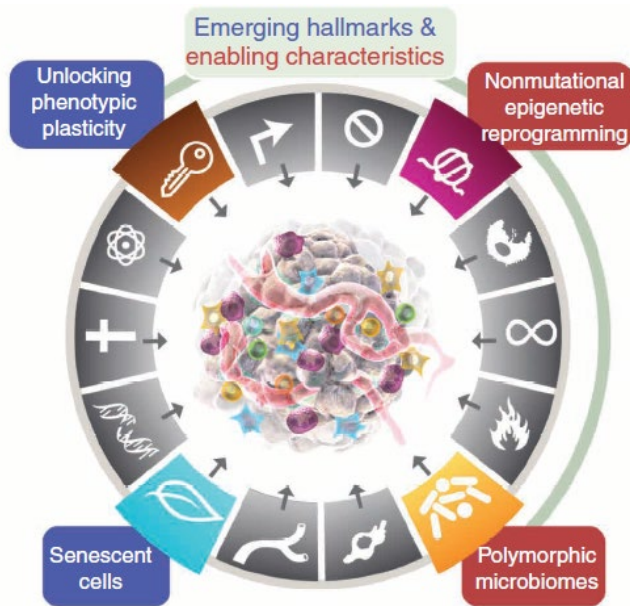 Emerging hallmarks &
enabling characteristics
Unlocking
phenotypic
plasticity
Nonmutational
epigenetic
reprogramming
Senescent
cells
Polymorphic
microbiomes